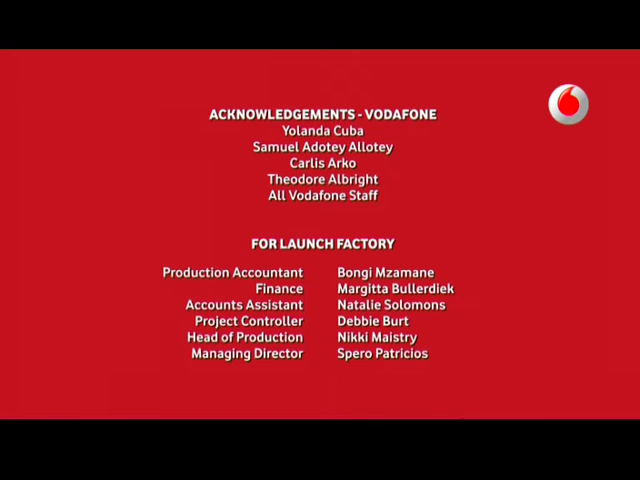 ACKNOWLEDGEMENTS - VODAFONE
Yolanda Cuba
Samuel Adotey Allotey
Carlis Arko
Theodore Albright
All Vodafone Staff
FOR LAUNCH FACTORY
Production Accountant Bongi Mzamane
Finance Margitta Bullerdiek
Accounts Assistant Natalie Solomons
Project Controller Debbie Burt
Head of Production Nikki Maistry
Managing Director Spero Patricios